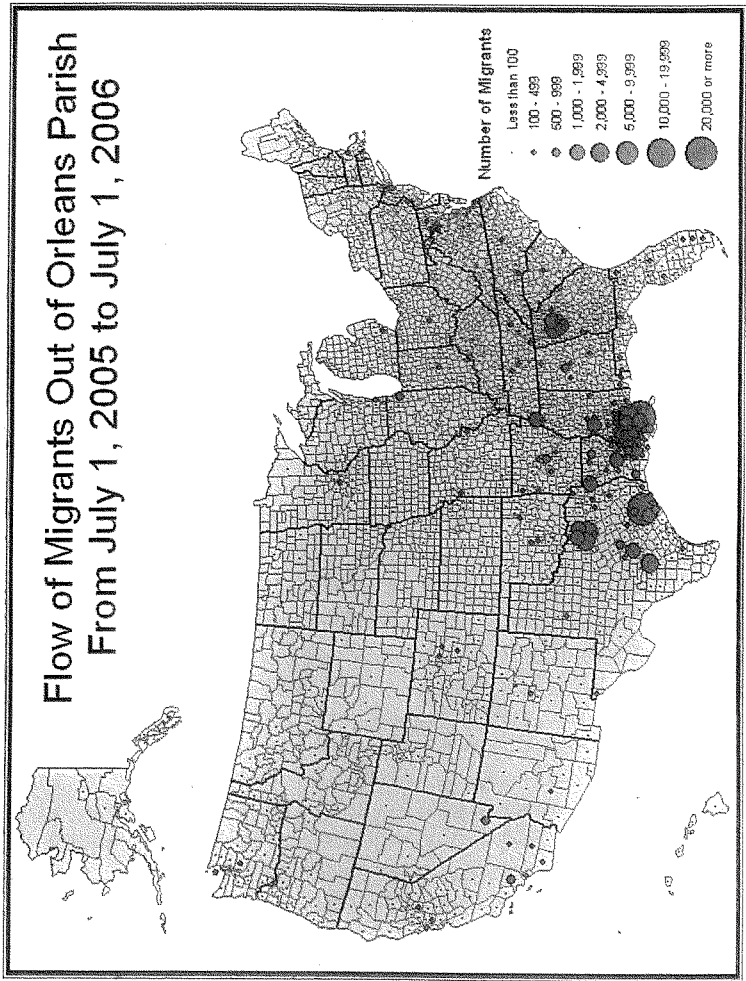 Flow of Migrants Out of Orleans Parish
From July 1, 2005 to July 1, 2006
Number of Migrants
Less than 100
100 - 499
500 - 999
1,000 - 1,999
2,000 - 4,999
5,000 - 9,999
10,000 - 19,999
20,000 or more